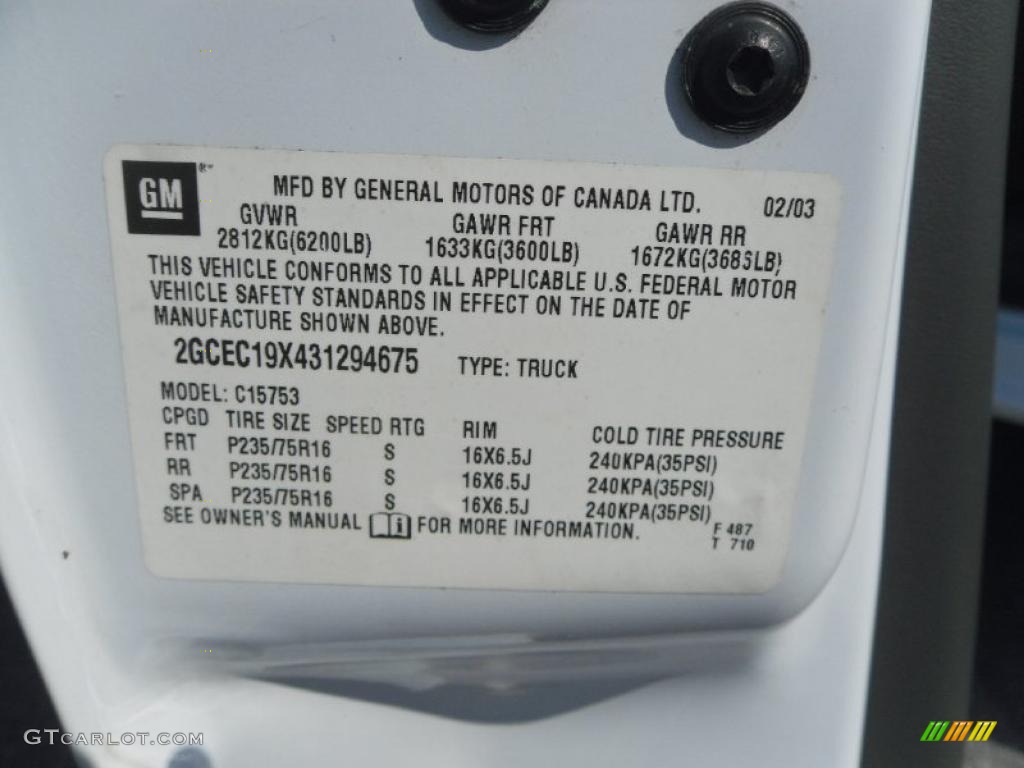 GM ®
MFD BY GENERAL MOTORS OF CANADA LTD. 02/03
GVWR GAWR FRT GAWR RR
2812KG(6200LB) 1633KG(3600LB) 1672KG(3686LB)
THIS VEHICLE CONFORMS TO ALL APPLICABLE U.S. FEDERAL MOTOR
VEHICLE SAFETY STANDARDS IN EFFECT ON THE DATE OF
MANUFACTURE SHOWN ABOVE.
2GCEC19X431294675 TYPE: TRUCK
MODEL: C15753
CPGD TIRE SIZE SPEED RTG RIM COLD TIRE PRESSURE
FRT P235/75R16 S 16X6.5J 240KPA(35PSI)
RR P235/75R16 S 16X6.5J 240KPA(35PSI)
SPA P235/75R16 S 16X6.5J 240KPA(35PSI)
SEE OWNER'S MANUAL i FOR MORE INFORMATION.
F 487
T 710
GTCARLOT.COM